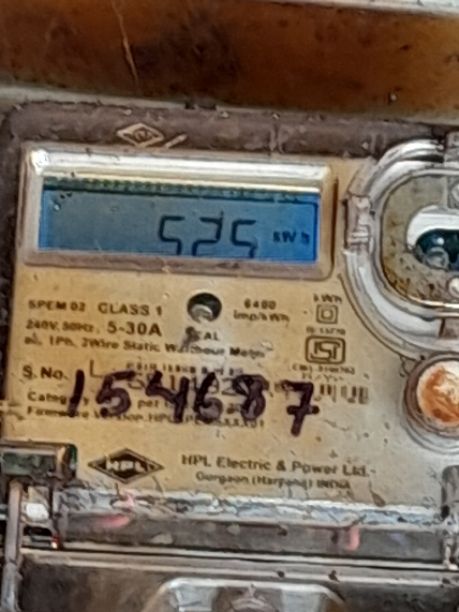 525 kWh
SPEM 02 CLASS 1
6400 imp/kWh
kWh
240V, 50Hz, 5-30A
1Ph, 2Wire Static Watthour Meter
S.No.
154687
HPL
HPL Electric & Power Ltd.
Gurgaon (Haryana) INDIA